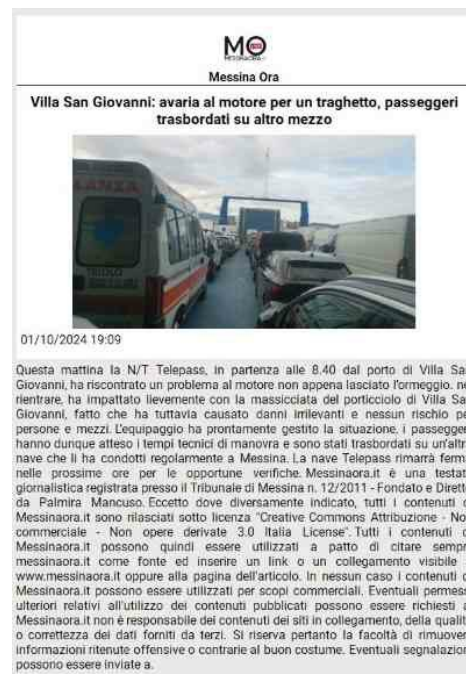 MO
Messina Ora
Villa San Giovanni: avaria al motore per un traghetto, passeggeri
trasbordati su altro mezzo
01/10/2024 19:09
Questa mattina la N/T Telepass, in partenza alle 8.40 dal porto di Villa Sa
Giovanni, ha riscontrato un problema al motore non appena lasciato l'ormeggio. ne
rientrare, ha impattato lievemente con la massicciata del porticciolo di Villa Sa
Giovanni, fatto che ha tuttavia causato danni irrilevanti e nessun rischio pe
persone e mezzi. L'equipaggio ha prontamente gestito la situazione. i passegger
hanno dunque atteso i tempi tecnici di manovra e sono stati trasbordati su un'altr
nave che li ha condotti regolarmente a Messina. La nave Telepass rimarrà ferm
nelle prossime ore per le opportune verifiche. Messinaora.it è una testat
giornalistica registrata presso il Tribunale di Messina n. 12/2011 - Fondato e Dirett
da Palmira Mancuso. Eccetto dove diversamente indicato, tutti i contenuti d
Messinaora.it sono rilasciati sotto licenza "Creative Commons Attribuzione - No
commerciale - Non opere derivate 3.0 Italia License". Tutti i contenuti d
Messinaora.it possono quindi essere utilizzati a patto di citare sempr
messinaora.it come fonte ed inserire un link o un collegamento visibile
www.messinaora.it oppure alla pagina dell'articolo. In nessun caso i contenuti d
Messinaora.it possono essere utilizzati per scopi commerciali. Eventuali permess
ulteriori relativi all'utilizzo dei contenuti pubblicati possono essere richiesti a
Messinaora.it non è responsabile dei contenuti dei siti in collegamento, della qualit
o correttezza dei dati forniti da terzi. Si riserva pertanto la facoltà di rimuover
informazioni ritenute offensive o contrarie al buon costume. Eventuali segnalazion
possono essere inviate a.